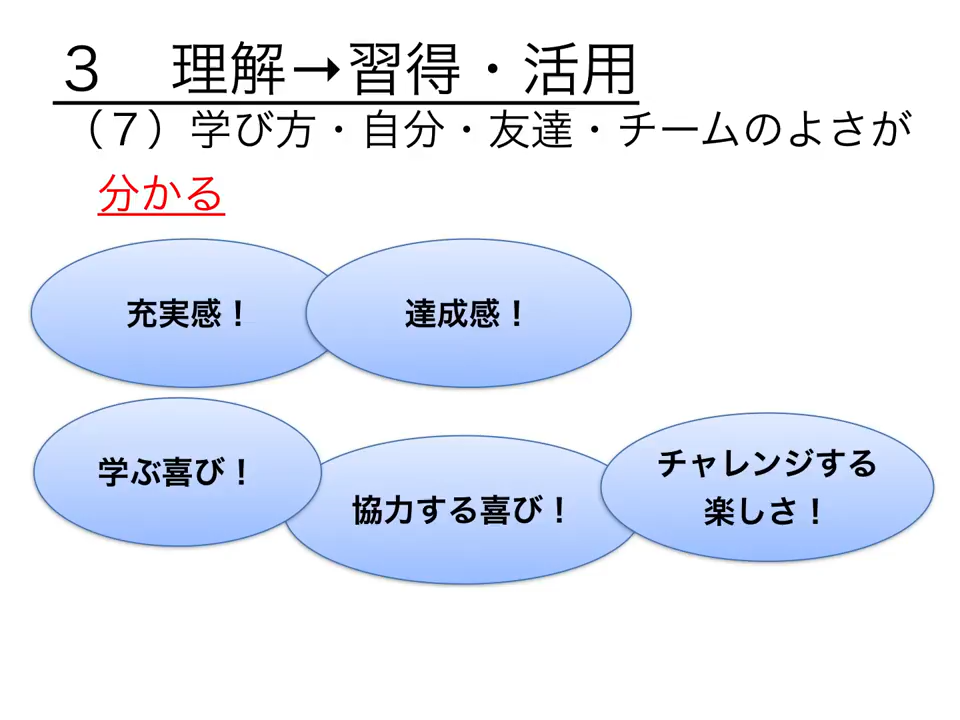 ３　理解→習得・活用
（７）学び方・自分・友達・チームのよさが
分かる
充実感！
達成感！
学ぶ喜び！
協力する喜び！
チャレンジする
楽しさ！